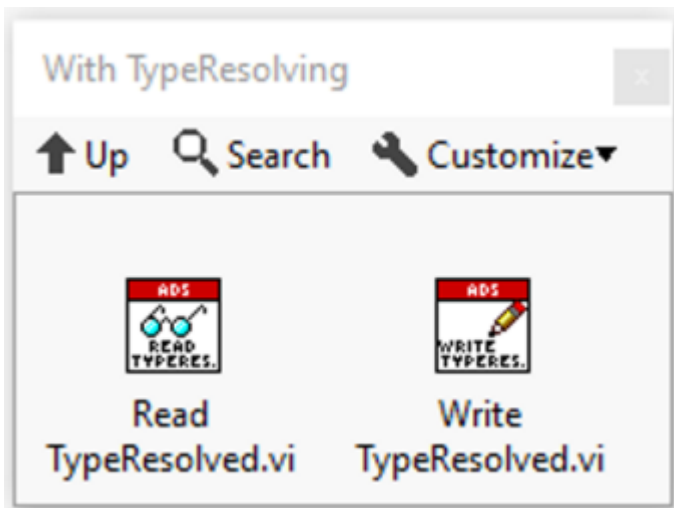 With TypeResolving
x
Up Search Customize
ADS ADS
READ WRITE
TYPERES. TYPERES.
Read Write
TypeResolved.vi TypeResolved.vi